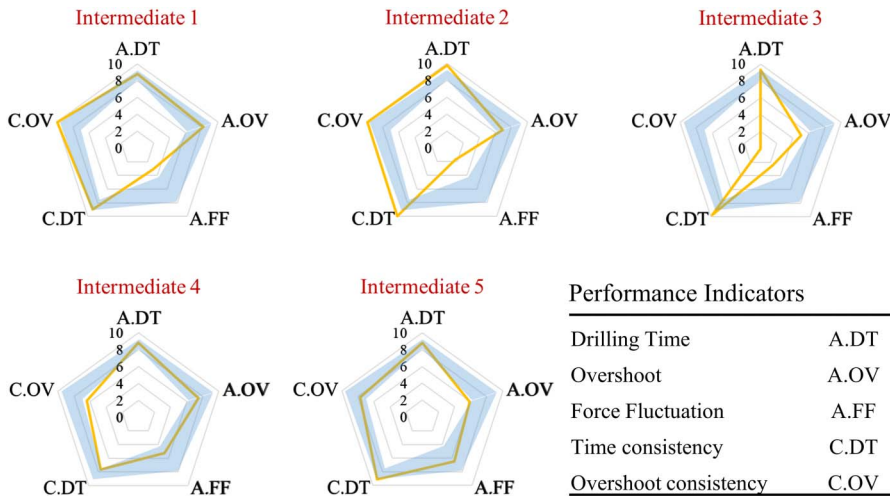 Intermediate 1
A.DT
10
8
6
4
2
0
C.OV
A.OV
C.DT
A.FF
Intermediate 2
A.DT
10
8
6
4
2
0
C.OV
A.OV
C.DT
A.FF
Intermediate 3
A.DT
10
8
6
4
2
0
C.OV
A.OV
C.DT
A.FF
Intermediate 4
A.DT
10
8
6
4
2
0
C.OV
A.OV
C.DT
A.FF
Intermediate 5
A.DT
10
8
6
4
2
0
C.OV
A.OV
C.DT
A.FF
Performance Indicators
Drilling Time A.DT
Overshoot A.OV
Force Fluctuation A.FF
Time consistency C.DT
Overshoot consistency C.OV